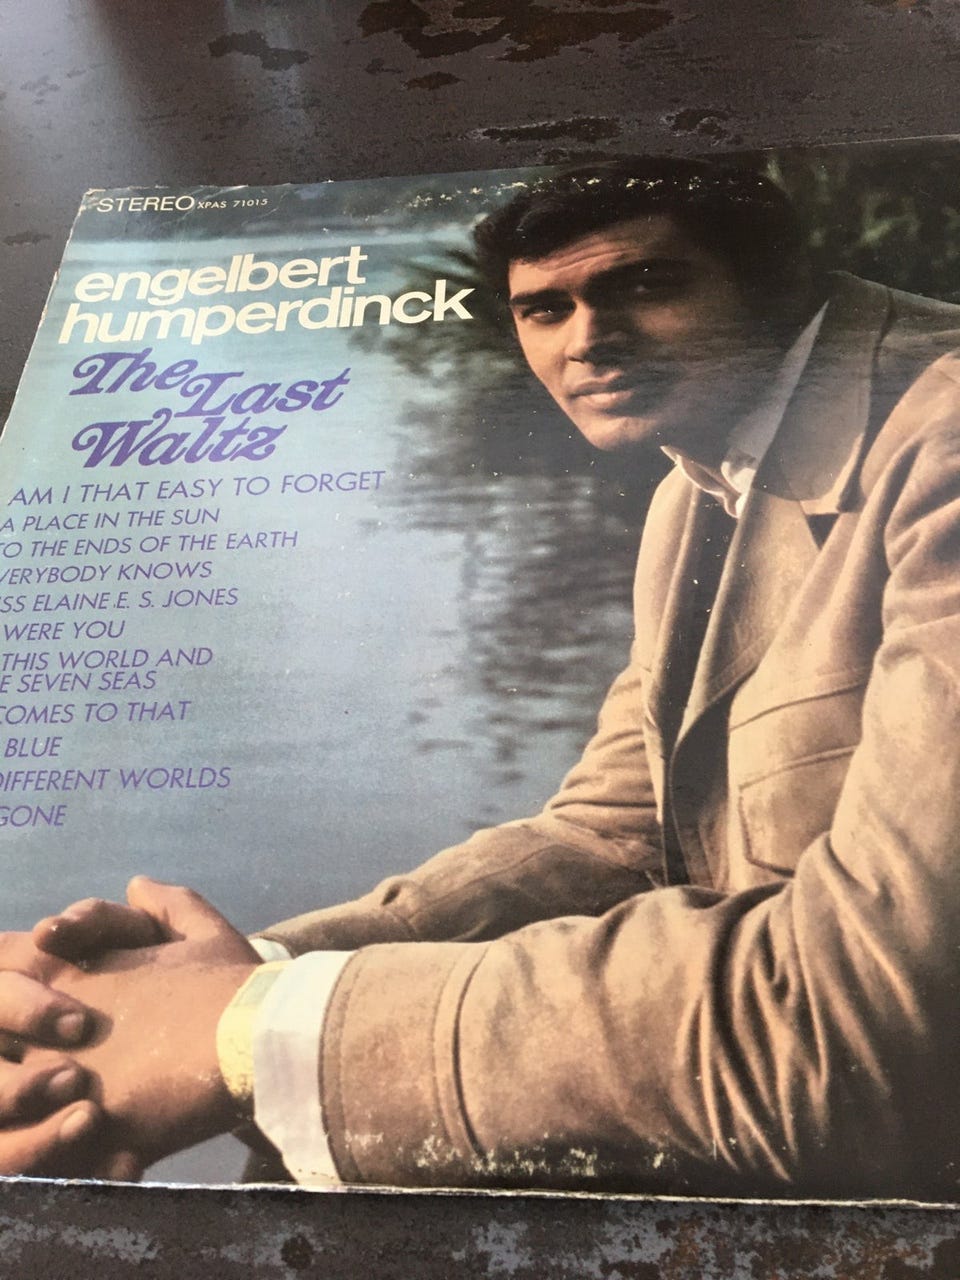 STEREO XPAS 71015
engelbert
humperdinck
The Last
Waltz
AM I THAT EASY TO FORGET
A PLACE IN THE SUN
TO THE ENDS OF THE EARTH
VERYBODY KNOWS
SS ELAINE E. S. JONES
WERE YOU
THIS WORLD AND
E SEVEN SEAS
COMES TO THAT
BLUE
DIFFERENT WORLDS
GONE